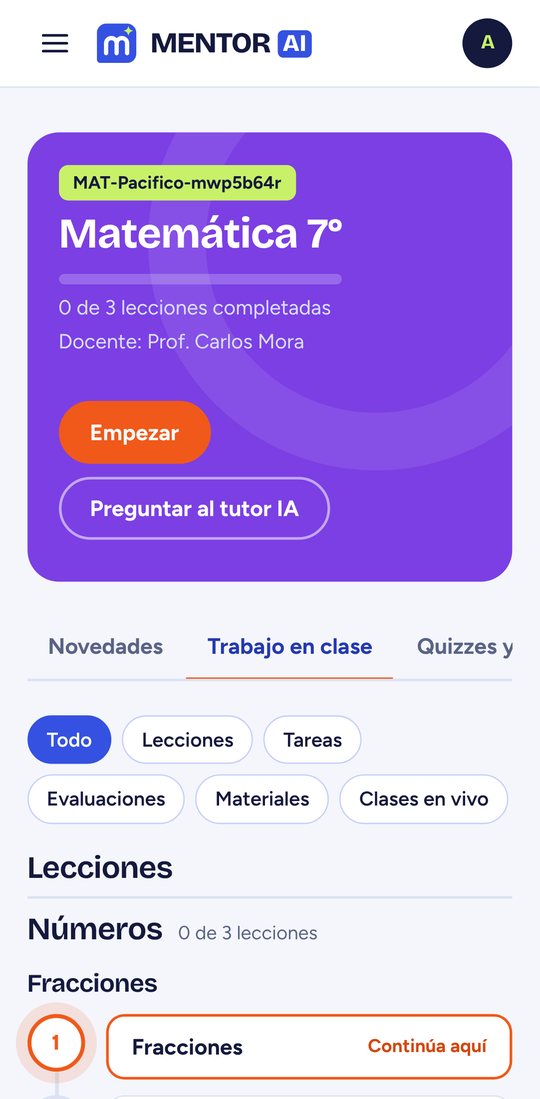 m MENTOR AI
A
MAT-Pacifico-mwp5b64r
Matemática 7°
0 de 3 lecciones completadas
Docente: Prof. Carlos Mora
Empezar
Preguntar al tutor IA
Novedades Trabajo en clase Quizzes y
Todo Lecciones Tareas
Evaluaciones Materiales Clases en vivo
Lecciones
Números 0 de 3 lecciones
Fracciones
1 Fracciones Continúa aquí